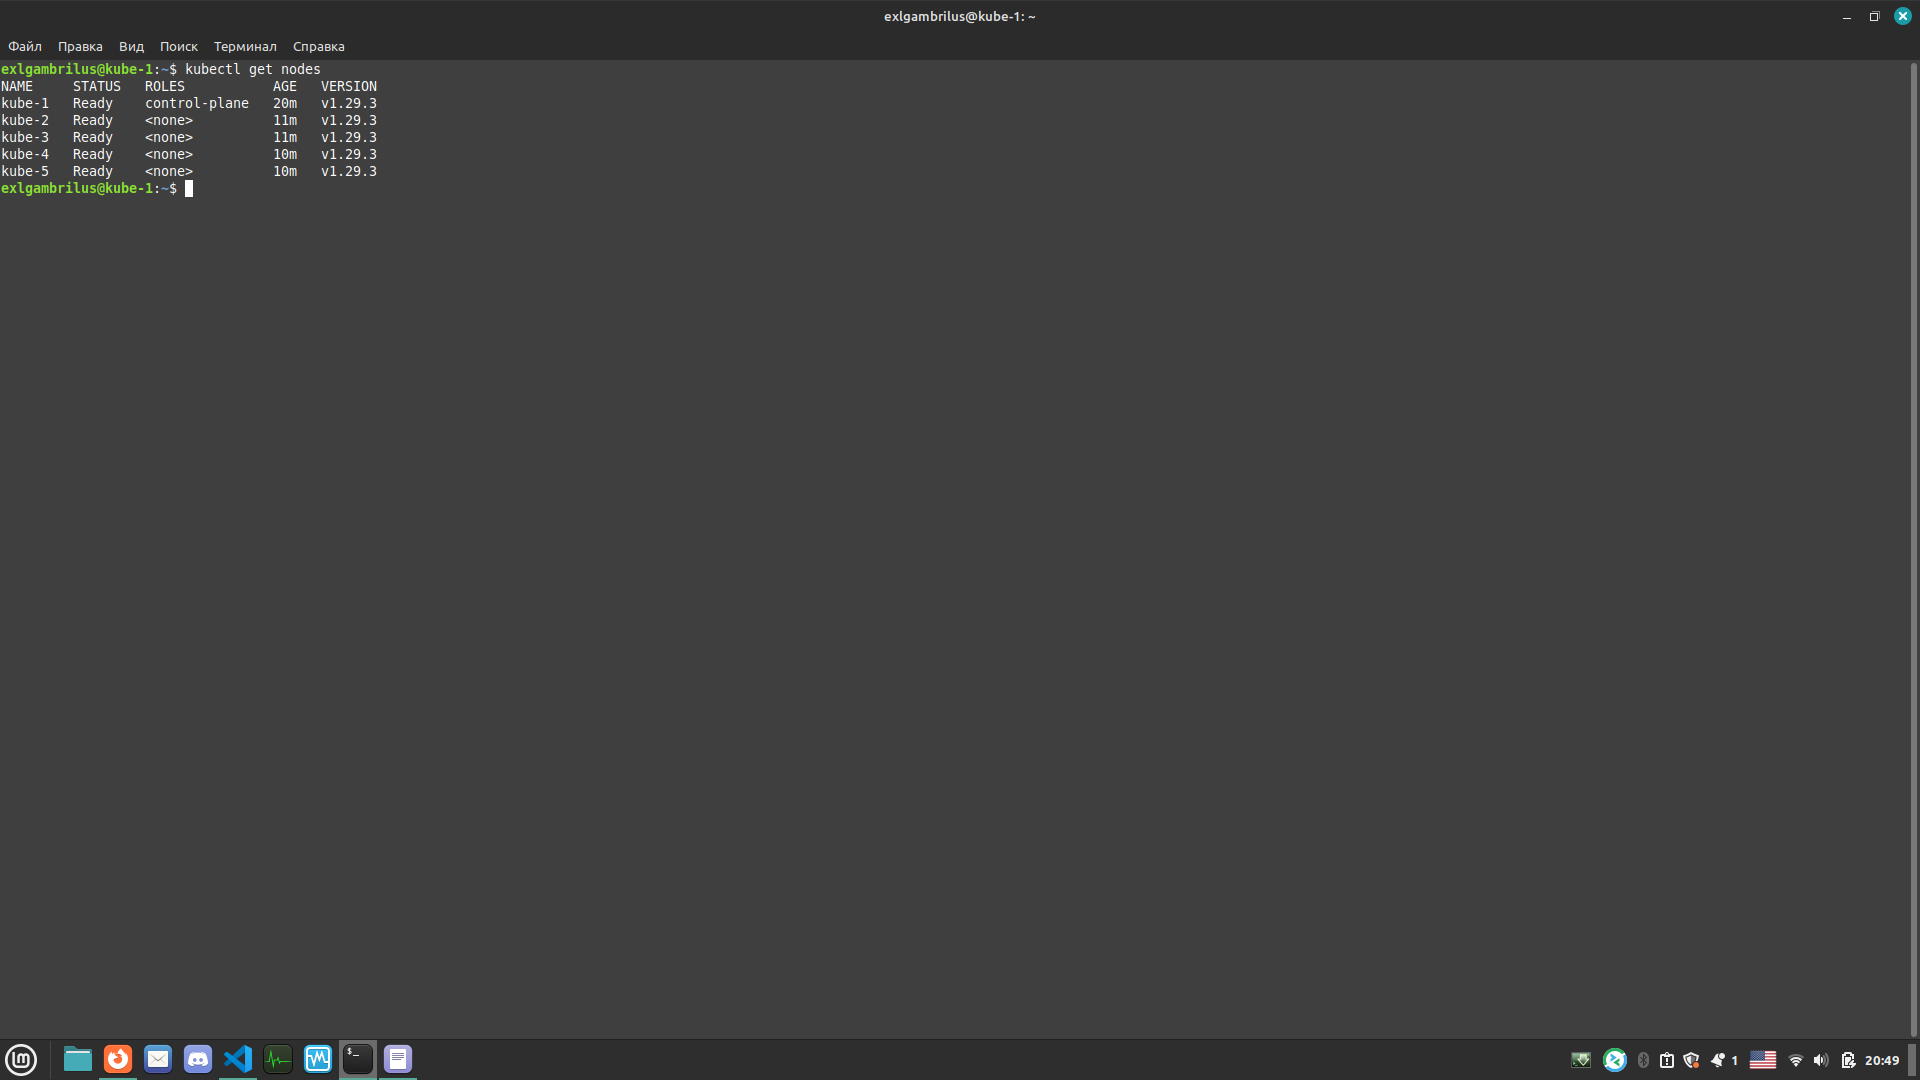 exlgambrilus@kube-1: ~
Файл Правка Вид Поиск Терминал Справка
exlgambrilus@kube-1:~$ kubectl get nodes
NAME STATUS ROLES AGE VERSION
kube-1 Ready control-plane 20m v1.29.3
kube-2 Ready <none> 11m v1.29.3
kube-3 Ready <none> 11m v1.29.3
kube-4 Ready <none> 10m v1.29.3
kube-5 Ready <none> 10m v1.29.3
exlgambrilus@kube-1:~$
$_ 1 20:49